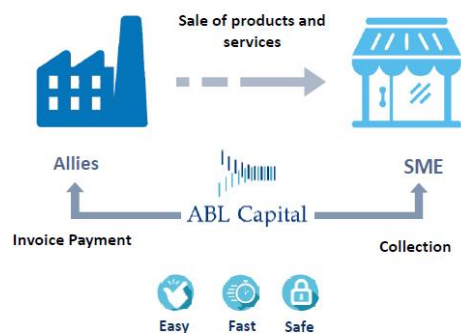 Sale of products and
services
Allies
SME
ABL Capital
Invoice Payment
Collection
Easy
Fast
Safe